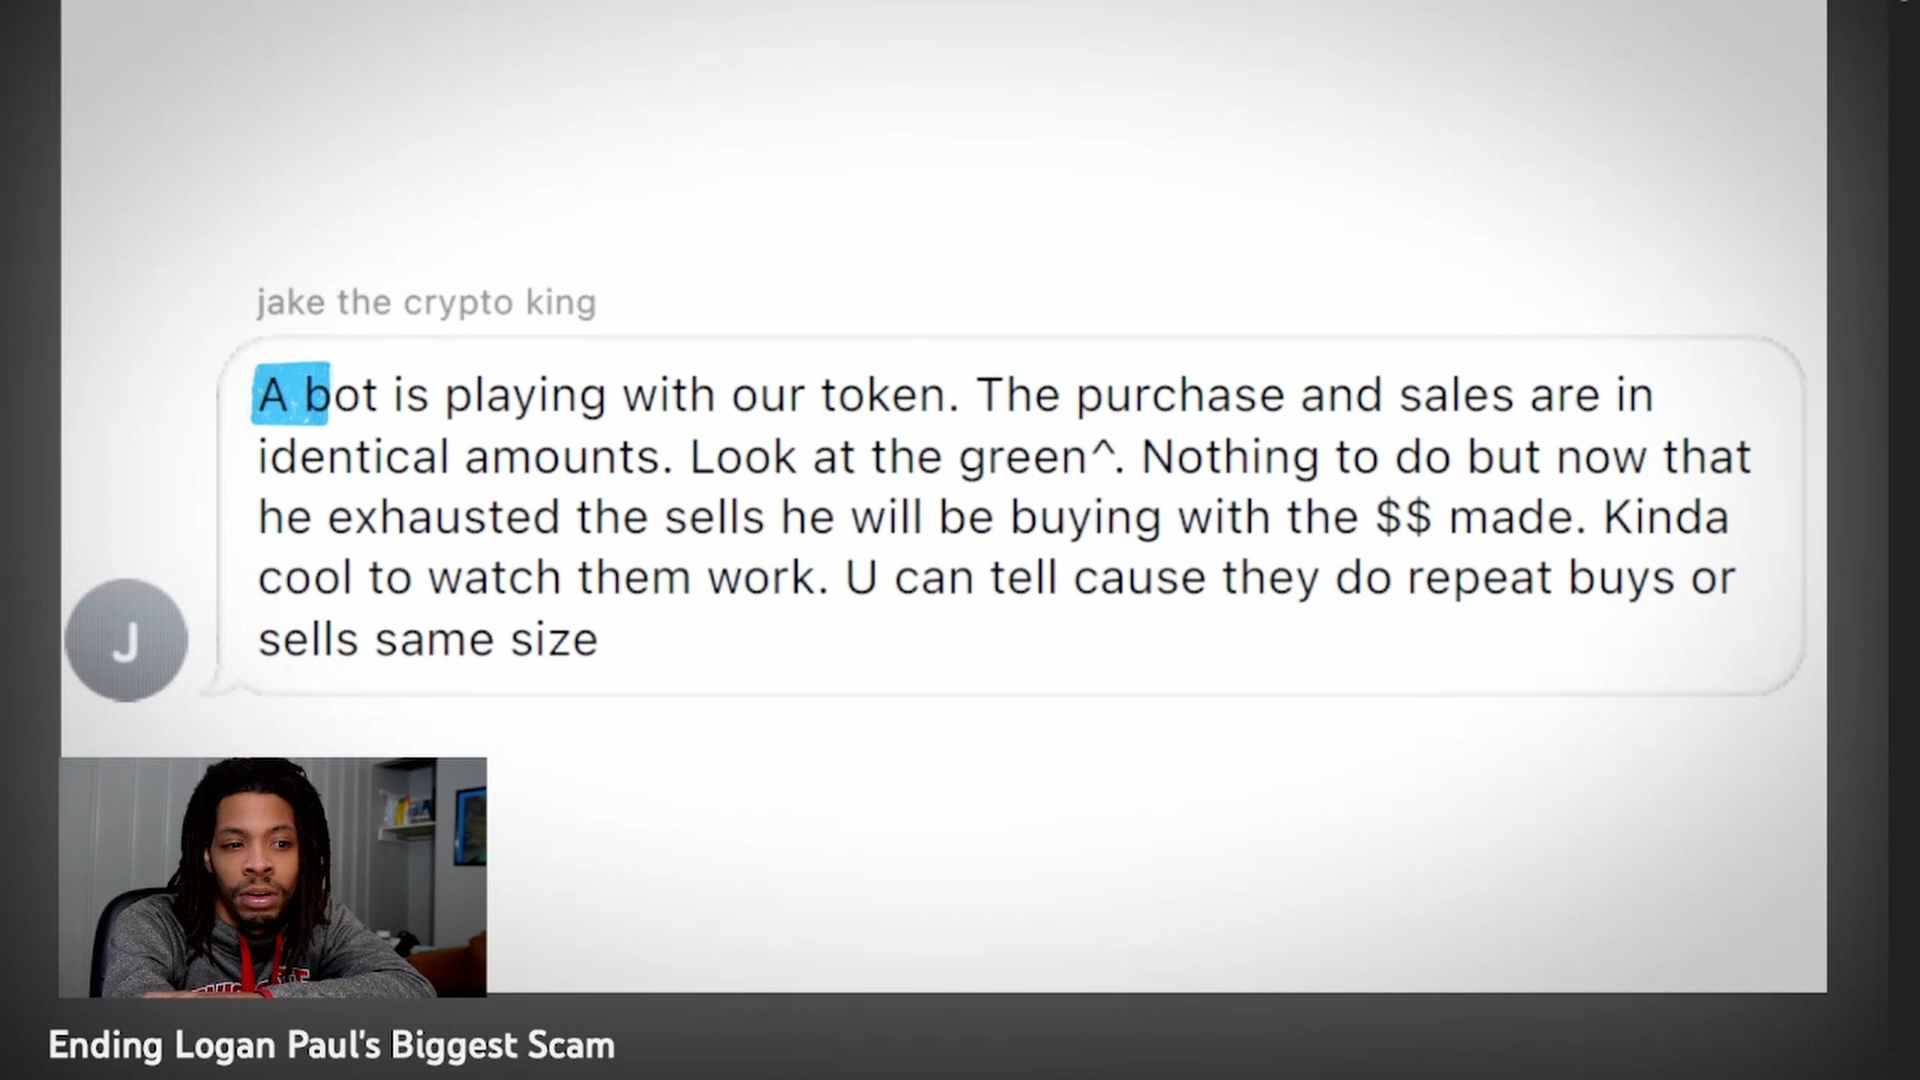 jake the crypto king
A bot is playing with our token. The purchase and sales are in
identical amounts. Look at the green^. Nothing to do but now that
he exhausted the sells he will be buying with the $$ made. Kinda
cool to watch them work. U can tell cause they do repeat buys or
sells same size
J
Ending Logan Paul's Biggest Scam